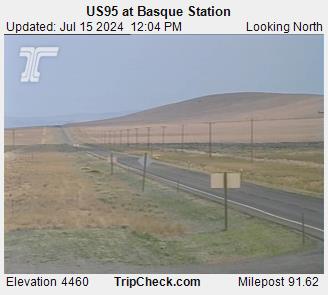 US95 at Basque Station
Updated: Jul 15 2024 12:04 PM Looking North
Elevation 4460 TripCheck.com Milepost 91.62